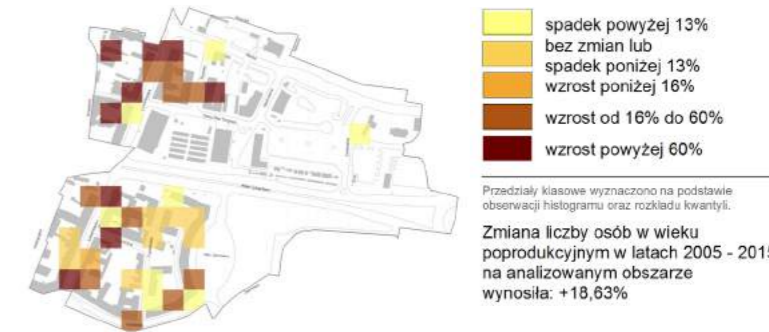 spadek powyżej 13%
bez zmian lub
spadek poniżej 13%
wzrost poniżej 16%
wzrost od 16% do 60%
wzrost powyżej 60%
Przedziały klasowe wyznaczono na podstawie
obserwacji histogramu oraz rozkładu kwantyli.
Zmiana liczby osób w wieku
poprodukcyjnym w latach 2005 - 2015
na analizowanym obszarze
wynosiła: +18,63%